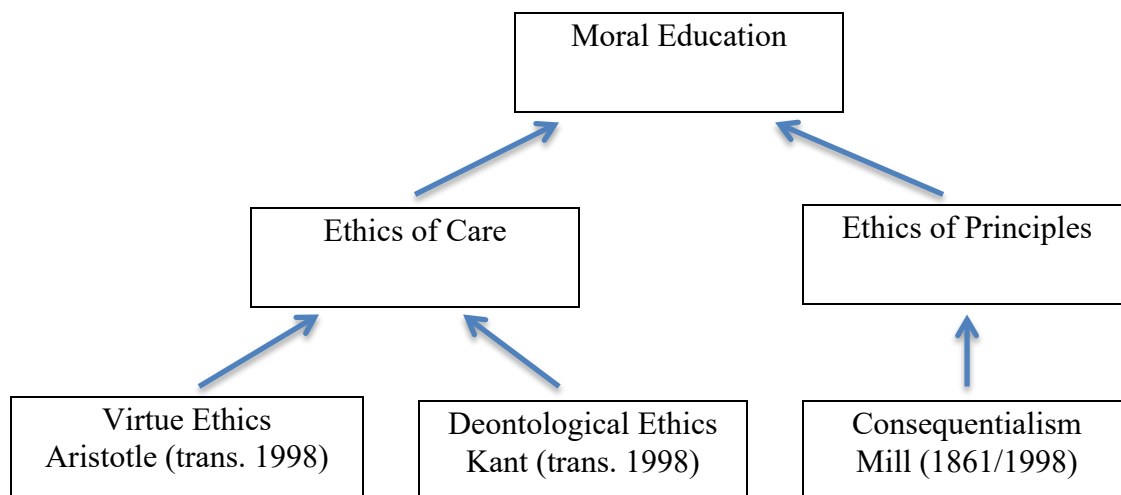 Moral Education
Ethics of Care
Ethics of Principles
Virtue Ethics
Aristotle (trans. 1998)
Deontological Ethics
Kant (trans. 1998)
Consequentialism
Mill (1861/1998)